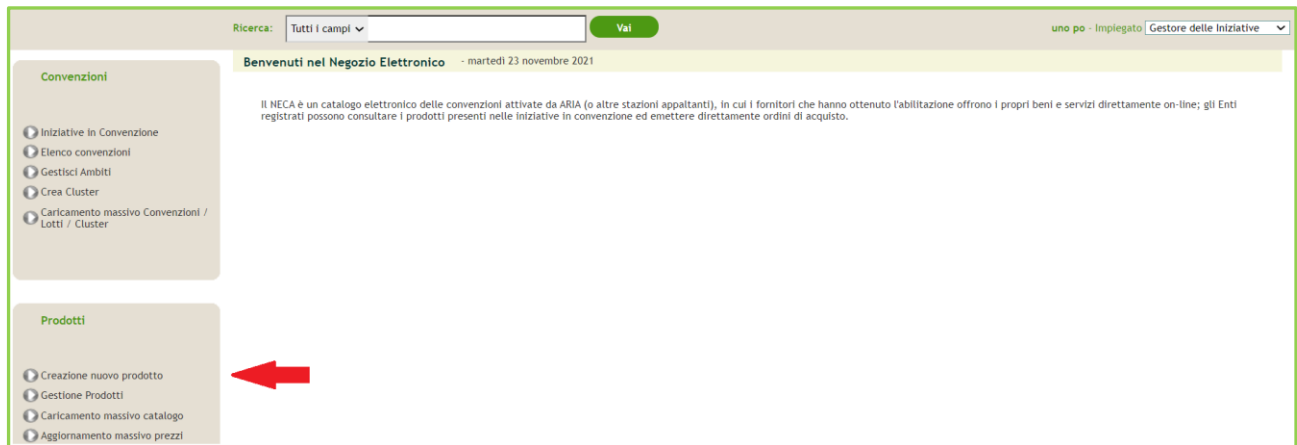 Ricerca: Tutti i campi Vai uno po - Impiegato Gestore delle Iniziative
Benvenuti nel Negozio Elettronico - martedì 23 novembre 2021
Il NECA è un catalogo elettronico delle convenzioni attivate da ARIA (o altre stazioni appaltanti), in cui i fornitori che hanno ottenuto l'abilitazione offrono i propri beni e servizi direttamente on-line; gli Enti
registrati possono consultare i prodotti presenti nelle iniziative in convenzione ed emettere direttamente ordini di acquisto.
Convenzioni
Iniziative in Convenzione
Elenco convenzioni
Gestisci Ambiti
Crea Cluster
Caricamento massivo Convenzioni /
Lotti / Cluster
Prodotti
Creazione nuovo prodotto
Gestione Prodotti
Caricamento massivo catalogo
Aggiornamento massivo prezzi